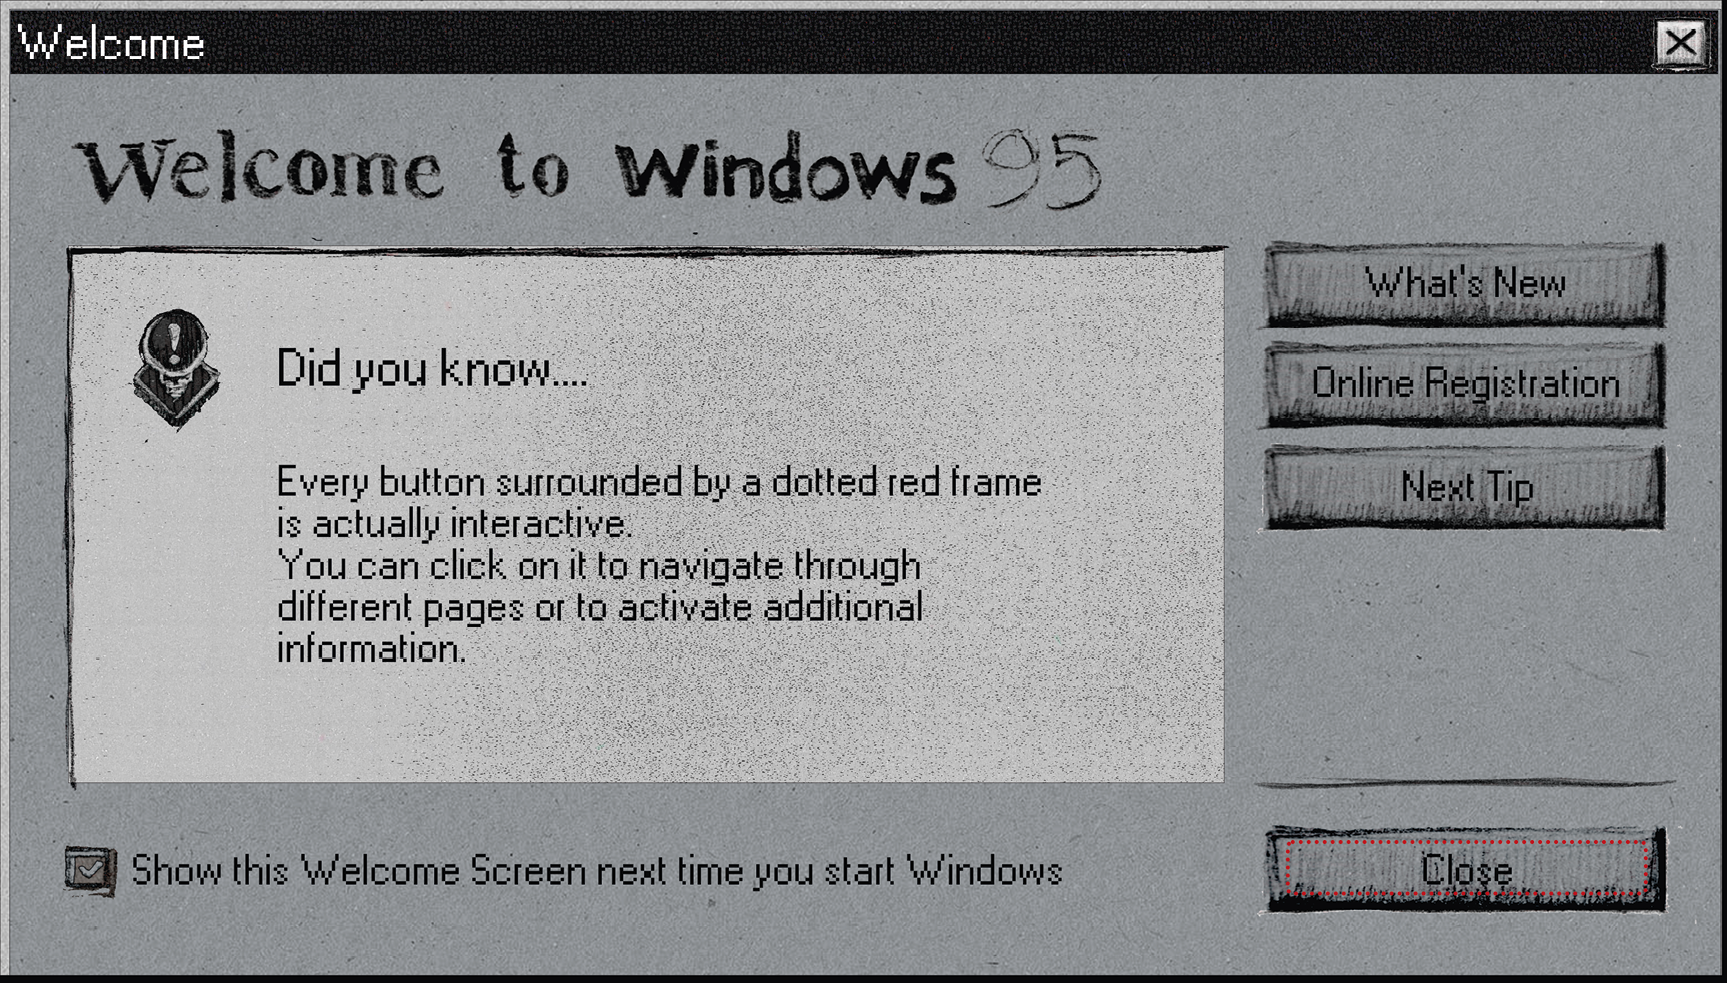 Welcome
Welcome to Windows 95
What's New
Online Registration
Next Tip
Did you know....
Every button surrounded by a dotted red frame
is actually interactive.
You can click on it to navigate through
different pages or to activate additional
information.
Show this Welcome Screen next time you start Windows
Close